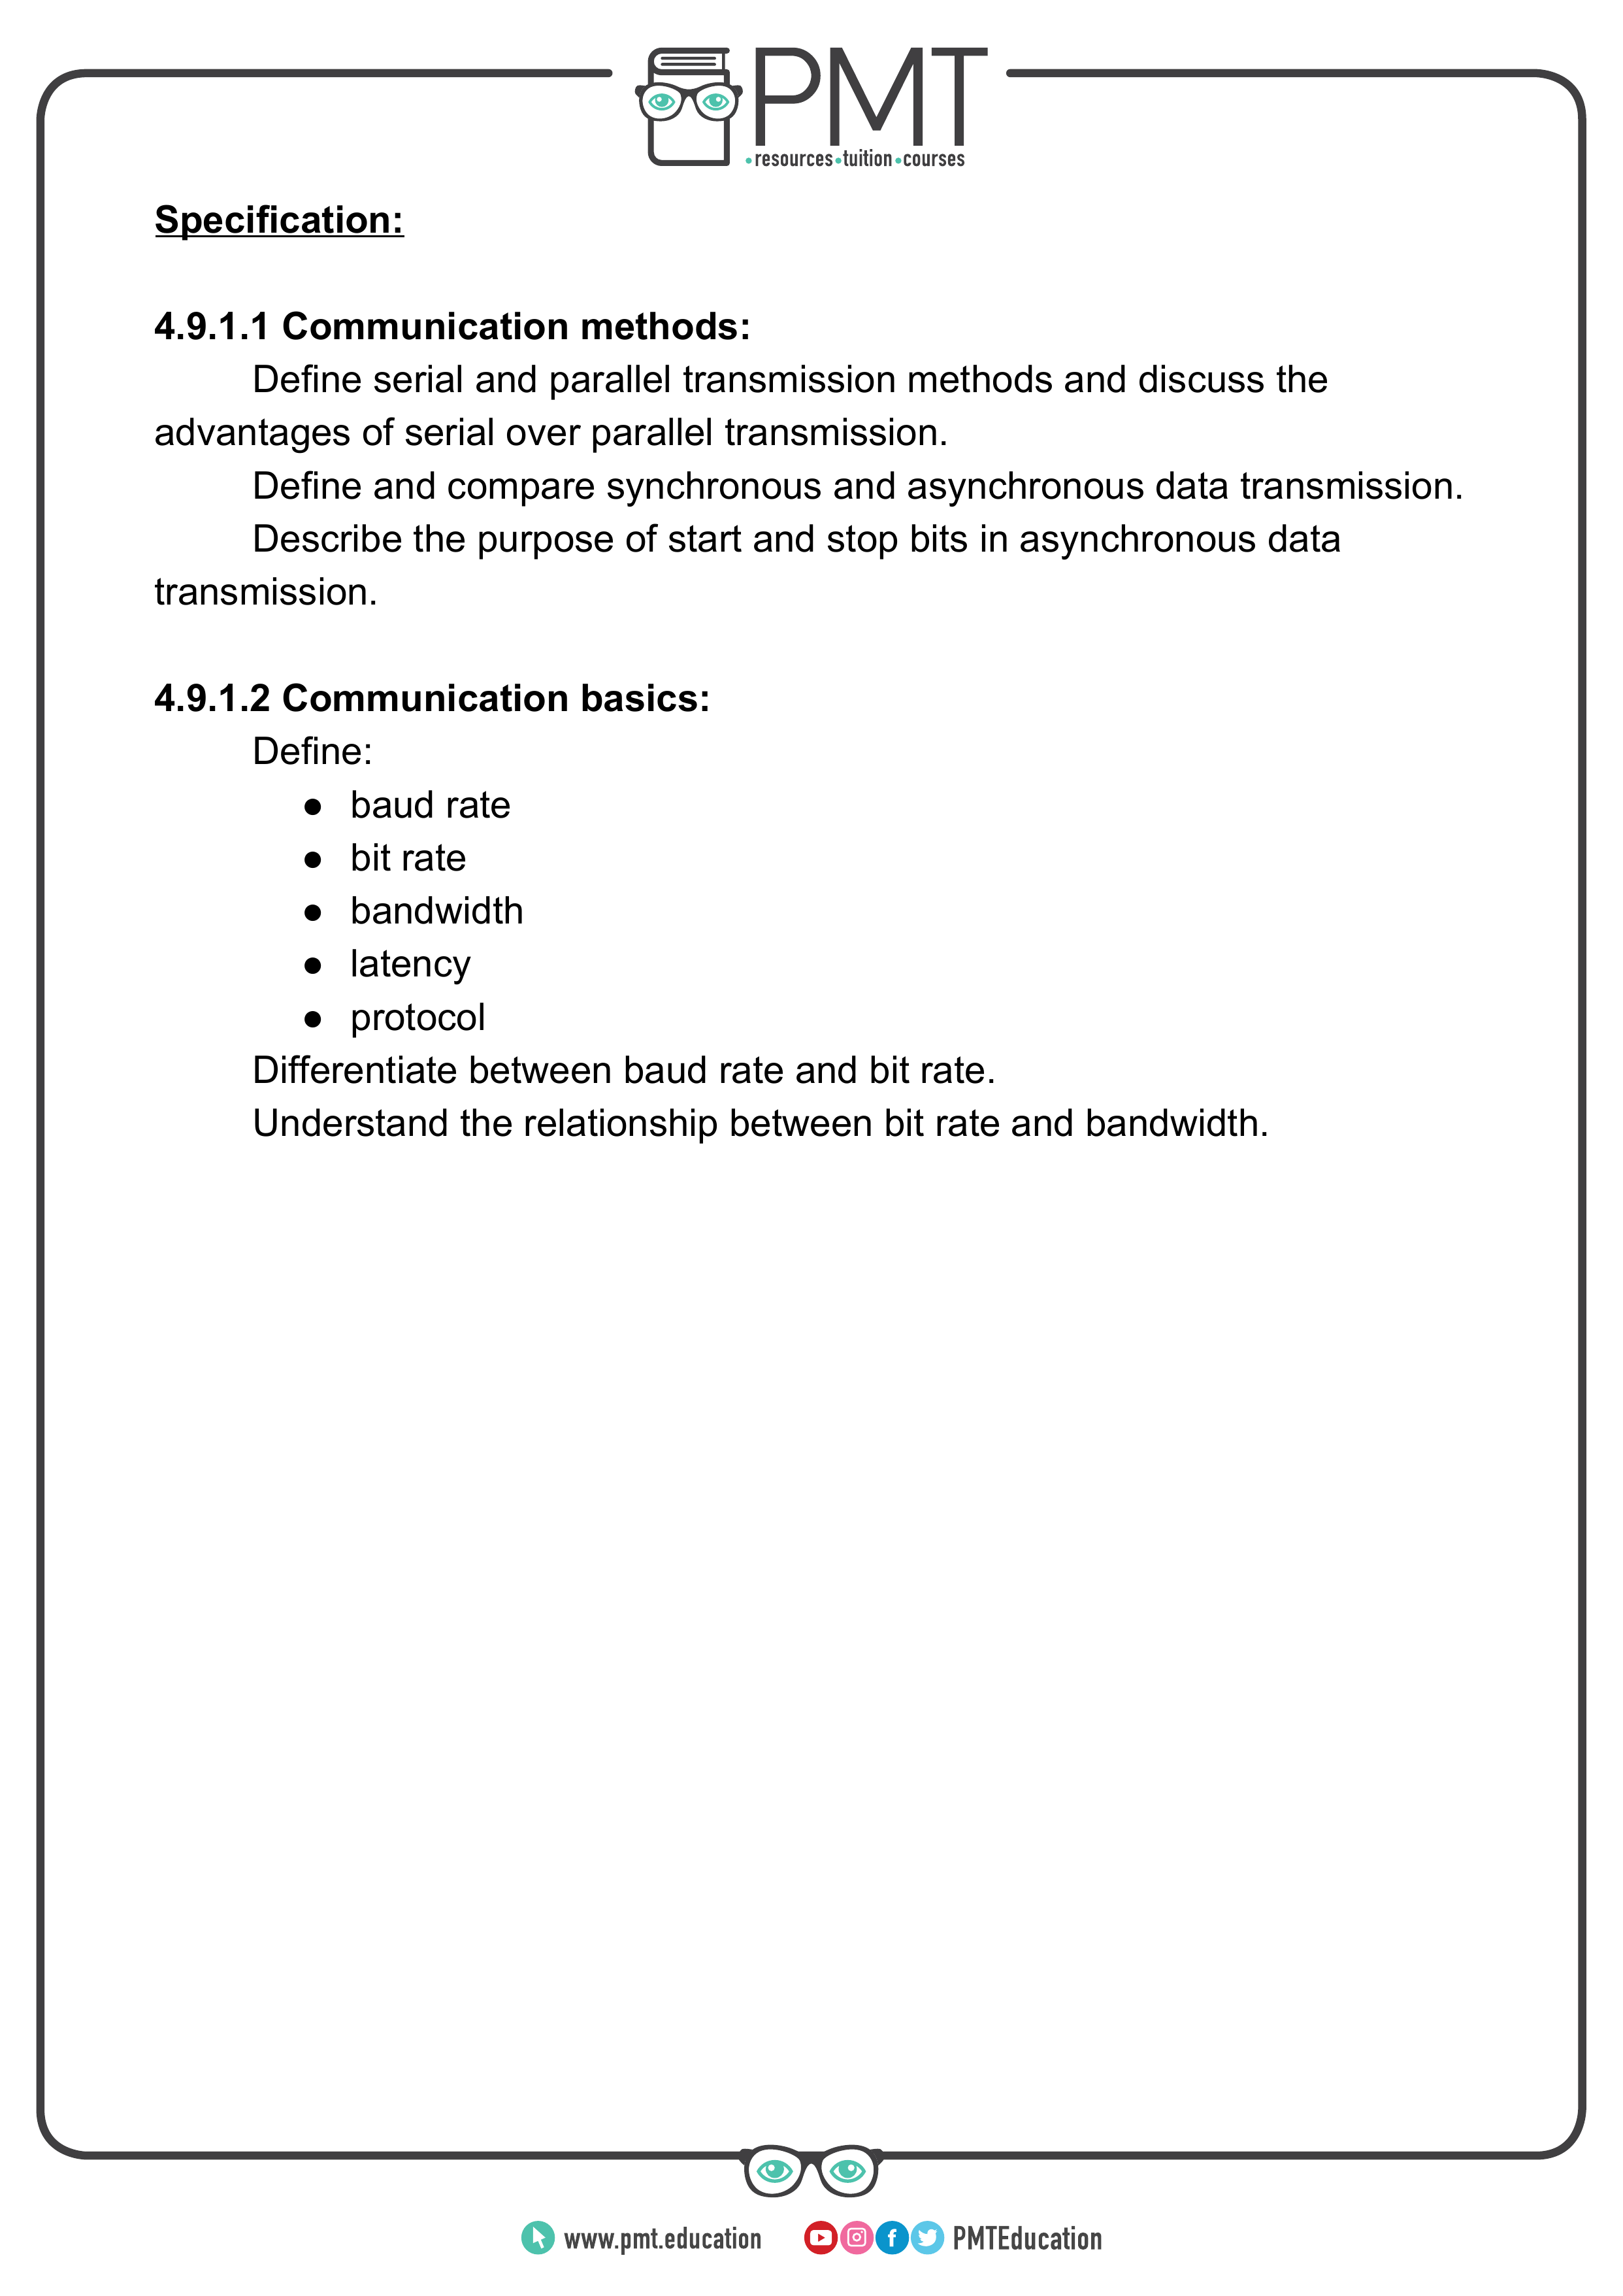 PMT
•resources•tuition•courses
Specification:
4.9.1.1 Communication methods:
Define serial and parallel transmission methods and discuss the
advantages of serial over parallel transmission.
Define and compare synchronous and asynchronous data transmission.
Describe the purpose of start and stop bits in asynchronous data
transmission.
4.9.1.2 Communication basics:
Define:
● baud rate
● bit rate
● bandwidth
● latency
● protocol
Differentiate between baud rate and bit rate.
Understand the relationship between bit rate and bandwidth.
www.pmt.education PMTEducation